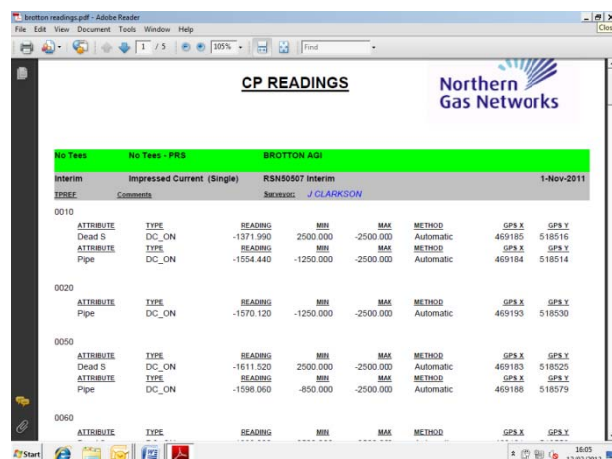 brotton readings.pdf - Adobe Reader
Clos
File Edit View Document Tools Window Help
1 / 5 105% Find
CP READINGS
Northern
Gas Networks
No Tees No Tees - PRS BROTTON AGI
Interim Impressed Current (Single) RSN50507 Interim 1-Nov-2011
TPREF Comments Surveyor: J CLARKSON
0010
ATTRIBUTE TYPE READING MIN MAX METHOD GPS X GPS Y
Dead S DC_ON -1371.990 2500.000 -2500.000 Automatic 469185 518516
ATTRIBUTE TYPE READING MIN MAX METHOD GPS X GPS Y
Pipe DC_ON -1554.440 -1250.000 -2500.000 Automatic 469184 518514
0020
ATTRIBUTE TYPE READING MIN MAX METHOD GPS X GPS Y
Pipe DC_ON -1570.120 -1250.000 -2500.000 Automatic 469193 518530
0050
ATTRIBUTE TYPE READING MIN MAX METHOD GPS X GPS Y
Dead S DC_ON -1611.520 2500.000 -2500.000 Automatic 469183 518525
ATTRIBUTE TYPE READING MIN MAX METHOD GPS X GPS Y
Pipe DC_ON -1598.060 -850.000 -2500.000 Automatic 469188 518579
0060
ATTRIBUTE TYPE READING MIN MAX METHOD GPS X GPS Y
Start 16:05